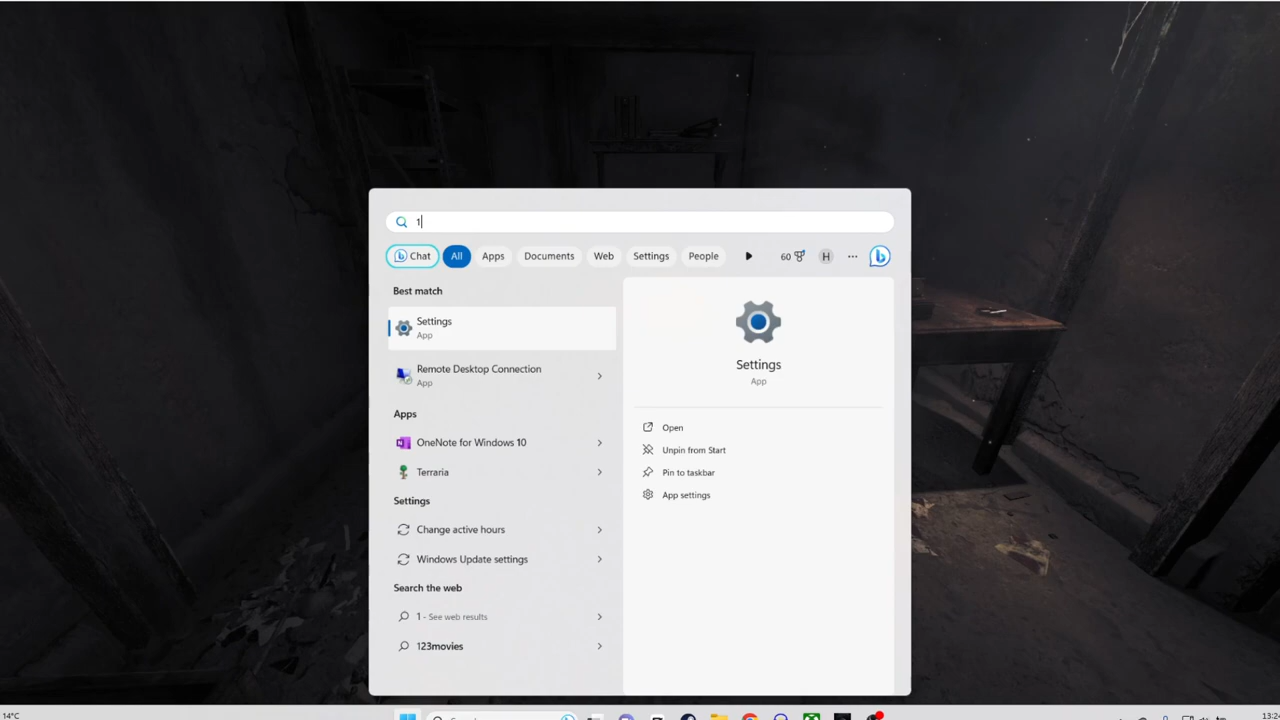 1
Chat All Apps Documents Web Settings People 60 H ...
Best match
Settings
App
Remote Desktop Connection
App
Apps
OneNote for Windows 10
Terraria
Settings
Change active hours
Windows Update settings
Search the web
1 - See web results
123movies
Settings
App
Open
Unpin from Start
Pin to taskbar
App settings
14°C